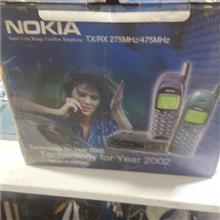 NOKIA
Super Long Range Cordless Telephone TX/RX 275MHz/475MHz
Technology for Year 2002
Technology for Year 2002